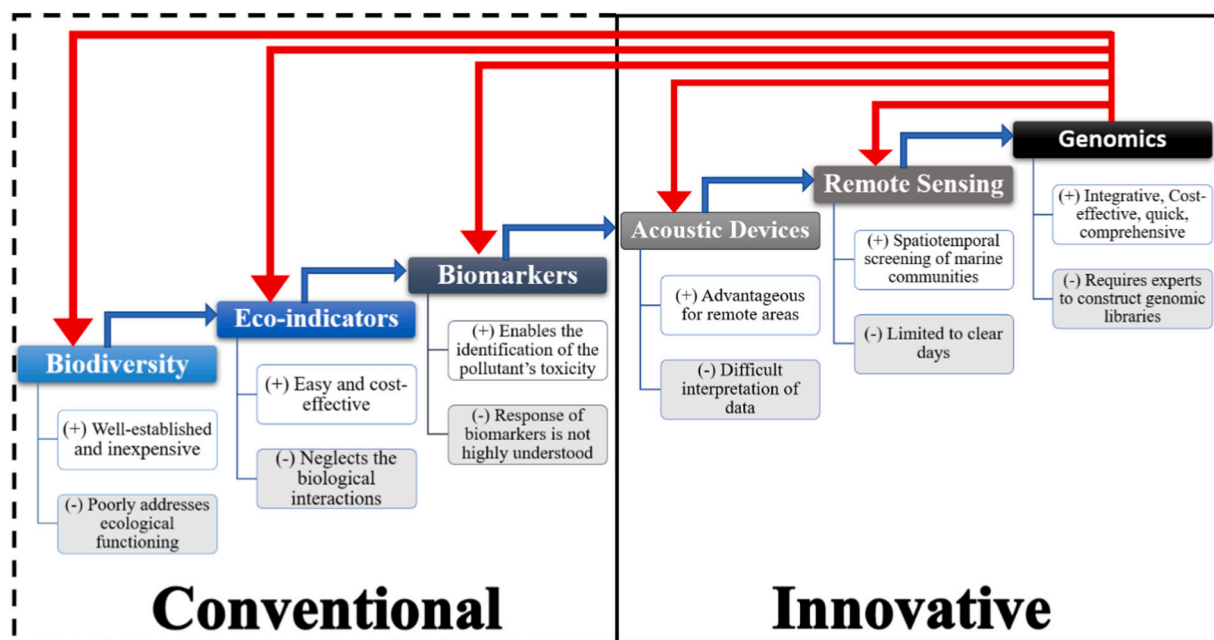 Genomics
(+) Integrative, Cost-
effective, quick,
comprehensive
(-) Requires experts
to construct genomic
libraries
Remote Sensing
(+) Spatiotemporal
screening of marine
communities
(-) Limited to clear
days
Acoustic Devices
(+) Advantageous
for remote areas
(-) Difficult
interpretation of
data
Biomarkers
(+) Enables the
identification of the
pollutant's toxicity
(-) Response of
biomarkers is not
highly understood
Eco-indicators
(+) Easy and cost-
effective
(-) Neglects the
biological
interactions
Biodiversity
(+) Well-established
and inexpensive
(-) Poorly addresses
ecological
functioning
Conventional
Innovative